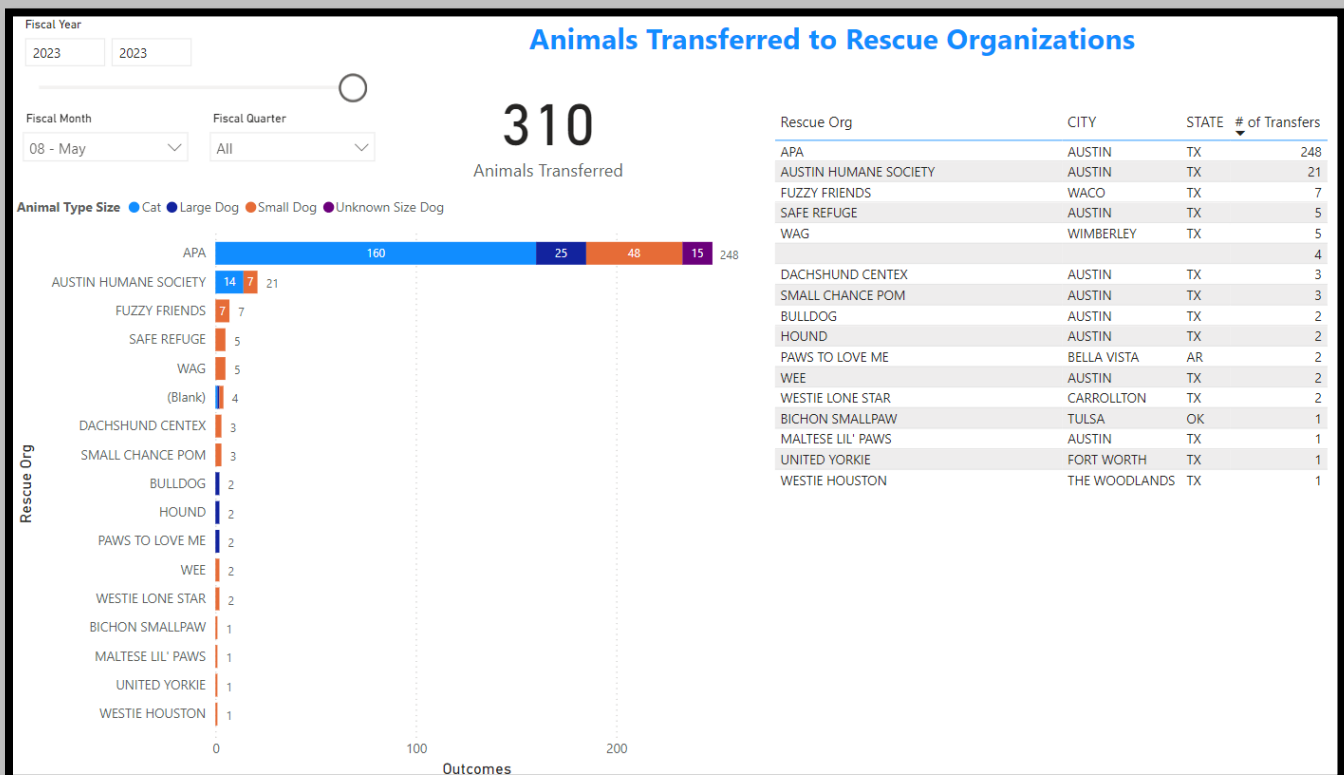 Fiscal Year
2023 2023
Animals Transferred to Rescue Organizations
Fiscal Month Fiscal Quarter
08 - May All
310
Animals Transferred
Animal Type Size Cat Large Dog Small Dog Unknown Size Dog
Rescue Org
APA 160 25 48 15 248
AUSTIN HUMANE SOCIETY 14 7 21
FUZZY FRIENDS 7 7
SAFE REFUGE 5
WAG 5
(Blank) 4
DACHSHUND CENTEX 3
SMALL CHANCE POM 3
BULLDOG 2
HOUND 2
PAWS TO LOVE ME 2
WEE 2
WESTIE LONE STAR 2
BICHON SMALLPAW 1
MALTESE LIL' PAWS 1
UNITED YORKIE 1
WESTIE HOUSTON 1
0 100 200
Outcomes
Rescue Org CITY STATE # of Transfers
APA AUSTIN TX 248
AUSTIN HUMANE SOCIETY AUSTIN TX 21
FUZZY FRIENDS WACO TX 7
SAFE REFUGE AUSTIN TX 5
WAG WIMBERLEY TX 5
4
DACHSHUND CENTEX AUSTIN TX 3
SMALL CHANCE POM AUSTIN TX 3
BULLDOG AUSTIN TX 2
HOUND AUSTIN TX 2
PAWS TO LOVE ME BELLA VISTA AR 2
WEE AUSTIN TX 2
WESTIE LONE STAR CARROLLTON TX 2
BICHON SMALLPAW TULSA OK 1
MALTESE LIL' PAWS AUSTIN TX 1
UNITED YORKIE FORT WORTH TX 1
WESTIE HOUSTON THE WOODLANDS TX 1